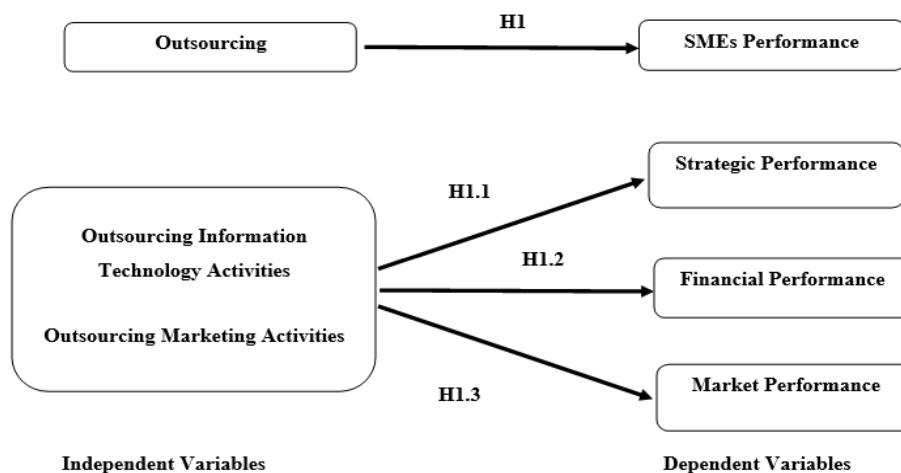 H1
Outsourcing
SMEs Performance
Strategic Performance
H1.1
Outsourcing Information
Technology Activities
H1.2
Financial Performance
Outsourcing Marketing Activities
H1.3
Market Performance
Independent Variables
Dependent Variables